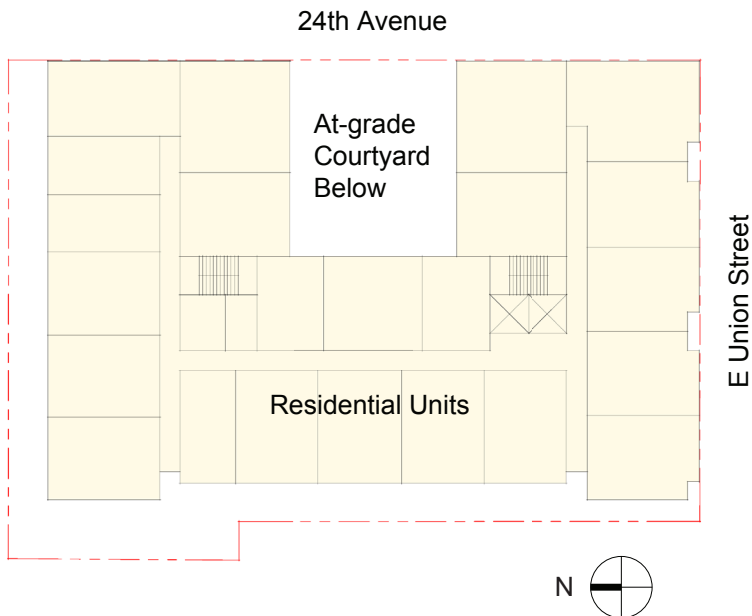 24th Avenue
At-grade
Courtyard
Below
E Union Street
Residential Units
N